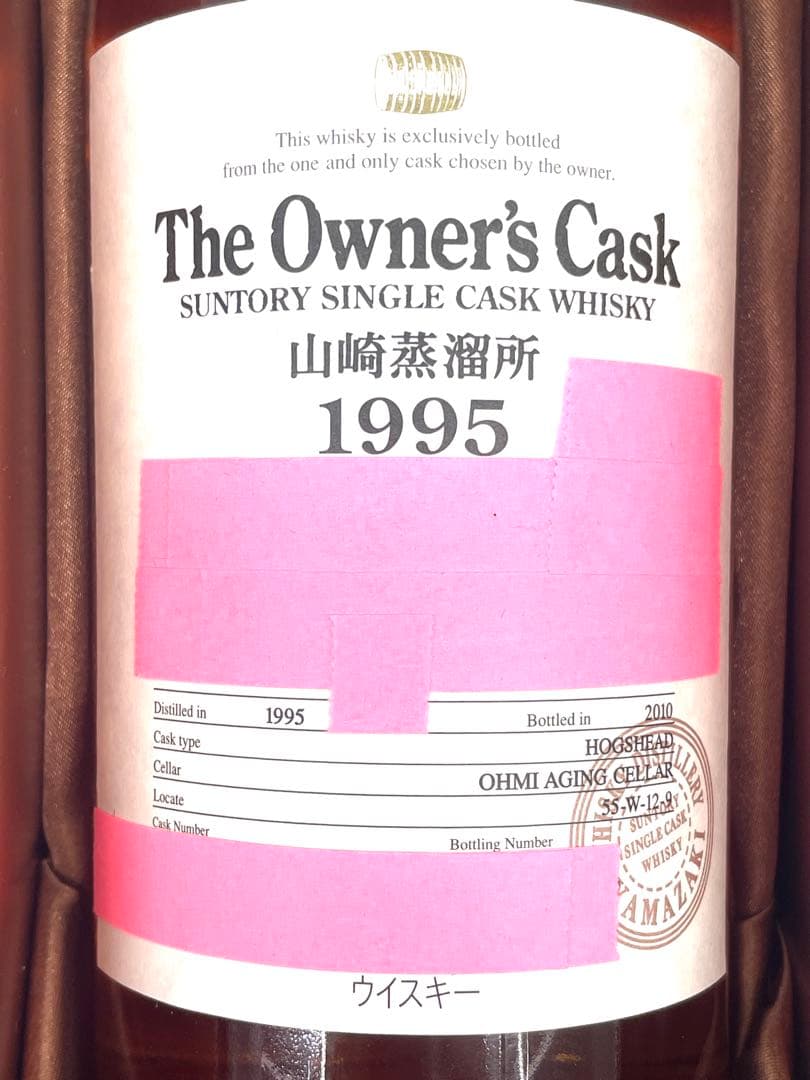 This whisky is exclusively bottled
from the one and only cask chosen by the owner.
The Owner's Cask
SUNTORY SINGLE CASK WHISKY
山崎蒸溜所
1995
Distilled in 1995 Bottled in 2010
Cask type HOGSHEAD
Cellar OHMI AGING CELLAR
Locate 55-W-12-9
Cask Number Bottling Number
DISTILLERY
YAMAZAKI
SUNTORY
SINGLE CASK
WHISKY
ウイスキー